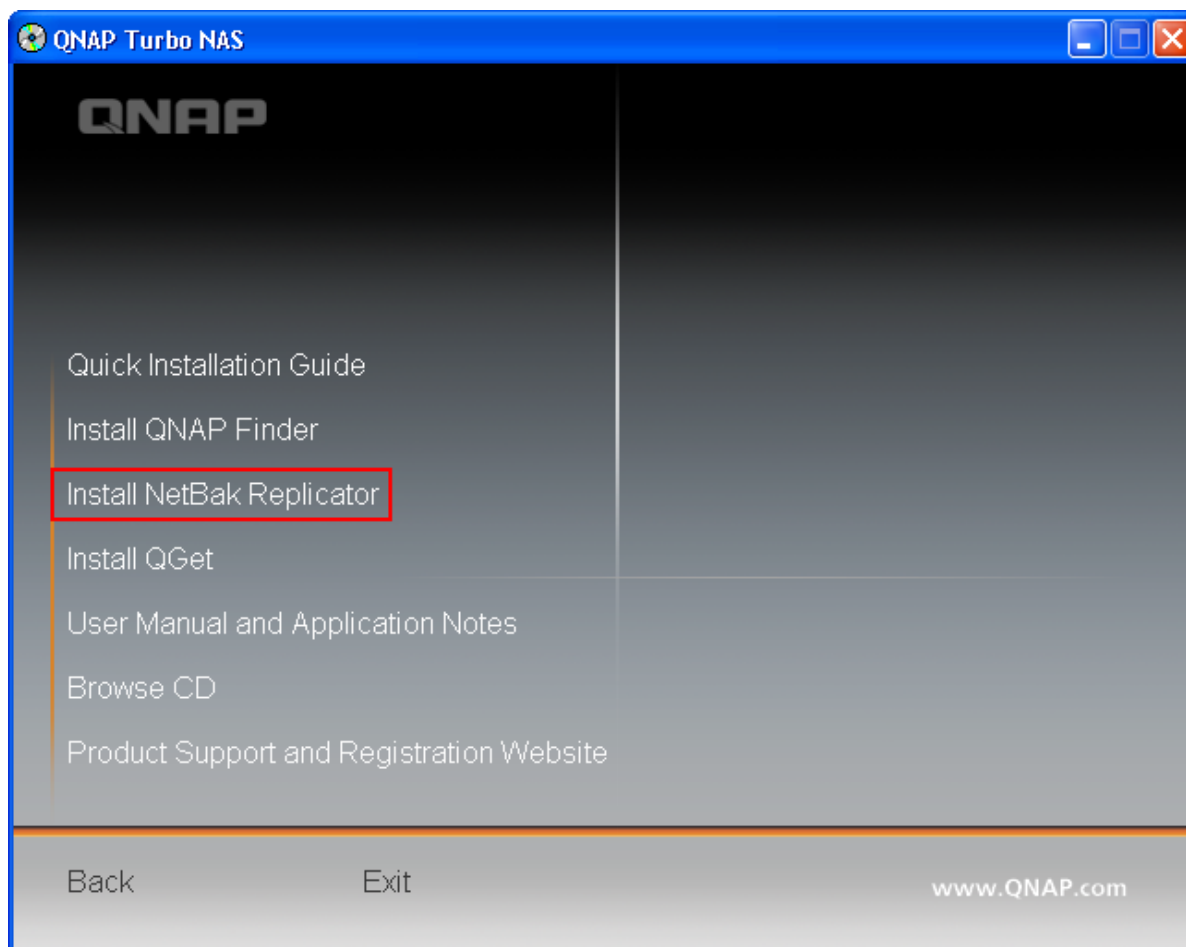 QNAP Turbo NAS
QNAP
Quick Installation Guide
Install QNAP Finder
Install NetBak Replicator
Install QGet
User Manual and Application Notes
Browse CD
Product Support and Registration Website
Back Exit www.QNAP.com